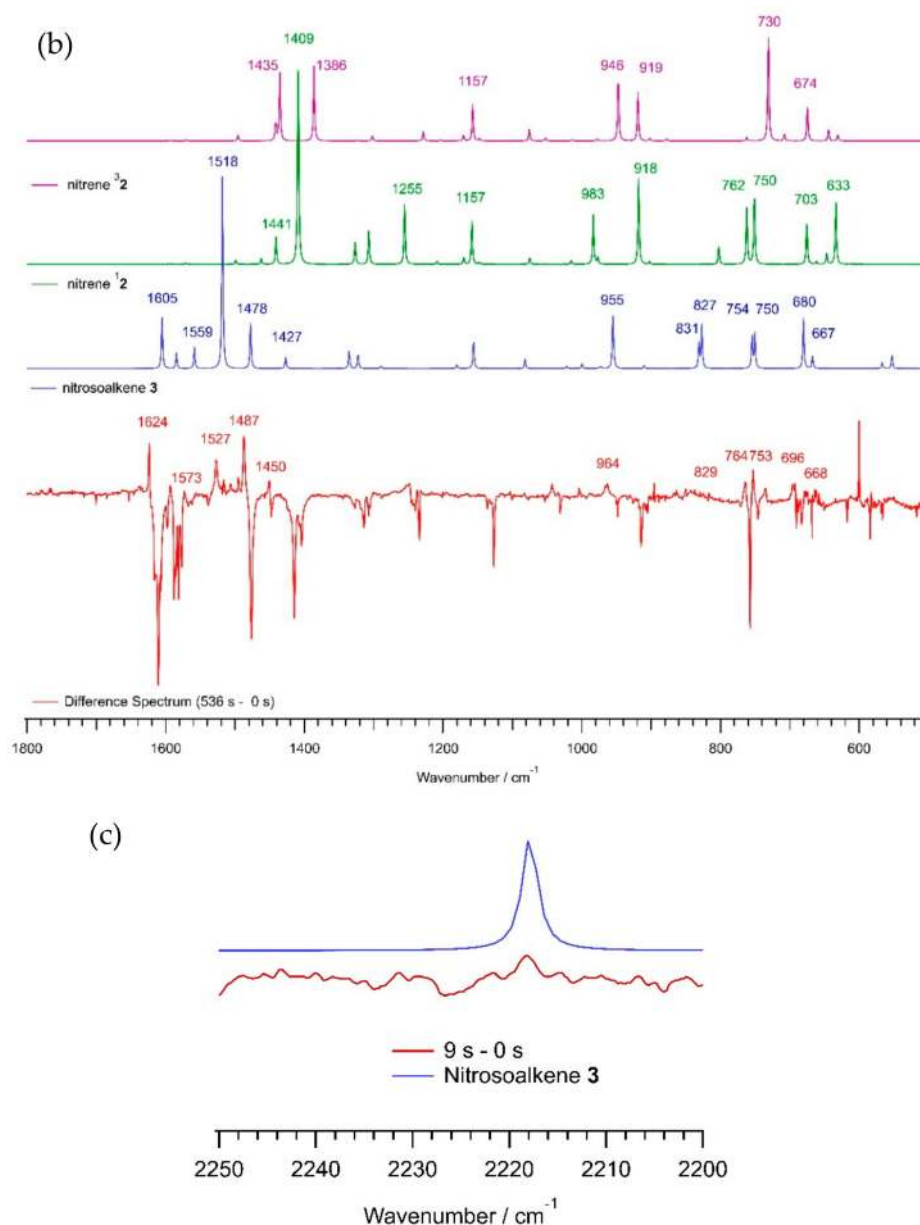 (b)
1435 1386 1157 946 919 730 674
nitrene ³2
1409
1441 1255 1157 983 918 762 750 703 633
nitrene ¹2
1518
1605 1559 1478 1427 955 831 827 754 750 680 667
nitrosoalkene 3
1624 1573 1527 1487 1450 964 829 764 753 696 668
Difference Spectrum (536 s - 0 s)
1800 1600 1400 1200 1000 800 600
Wavenumber / cm⁻¹
(c)
9 s - 0 s
Nitrosoalkene 3
2250 2240 2230 2220 2210 2200
Wavenumber / cm⁻¹